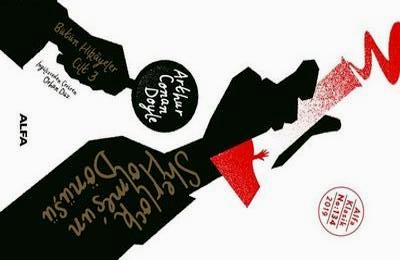 Bütün Hikâyeler
Cilt 3
İngilizceden Çeviren
Orhan Düz
Arthur
Conan
Doyle
ALFA
Sherlock
Holmes'un
Dönüşü
Alfa
Klasik
No:134
2019